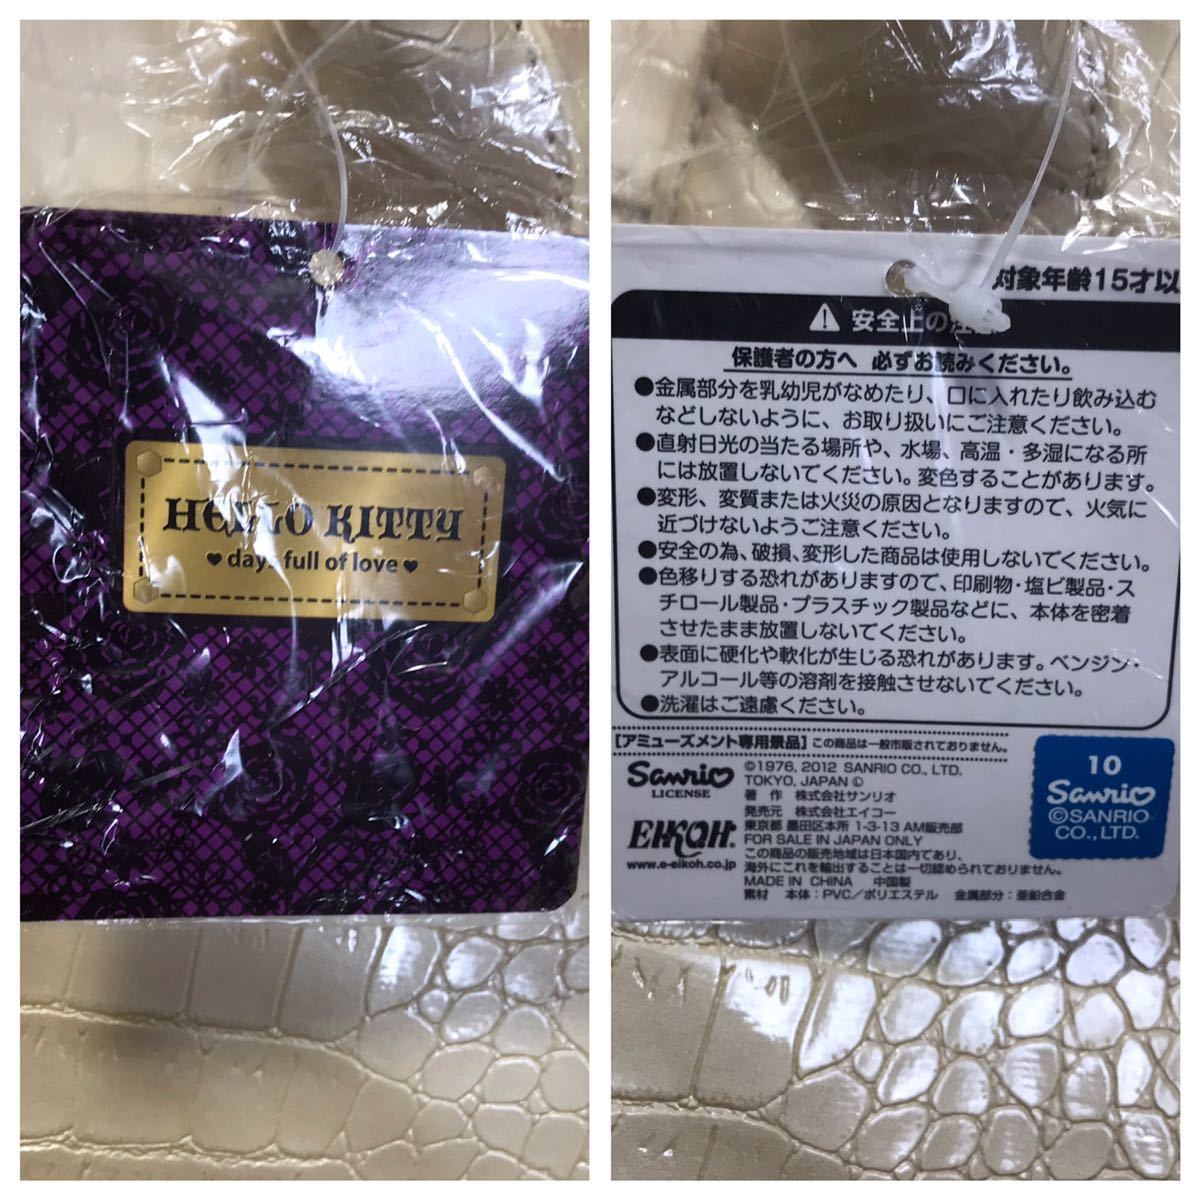 HELLO KITTY
♥ days full of love ♥
対象年齢15才以
⚠ 安全上の注
保護者の方へ 必ずお読みください。
●金属部分を乳幼児がなめたり、口に入れたり飲み込む
などしないように、お取り扱いにご注意ください。
●直射日光の当たる場所や、水場、高温・多湿になる所
には放置しないでください。変色することがあります。
●変形、変質または火災の原因となりますので、火気に
近づけないようご注意ください。
●安全の為、破損、変形した商品は使用しないでください。
●色移りする恐れがありますので、印刷物・塩ビ製品・ス
チロール製品・プラスチック製品などに、本体を密着
させたまま放置しないでください。
●表面に硬化や軟化が生じる恐れがあります。ベンジン・
アルコール等の溶剤を接触させないでください。
●洗濯はご遠慮ください。
[アミューズメント専用景品] この商品は一般市販されておりません。
Sanrio
LICENSE
©1976, 2012 SANRIO CO., LTD.
TOKYO, JAPAN Ⓛ
著 作 株式会社サンリオ
発売元 株式会社エイコー
EIKOH.
www.e-eikoh.co.jp
東京都 墨田区本所 1-3-13 AM販売部
FOR SALE IN JAPAN ONLY
この商品の販売地域は日本国内であり、
海外にこれを輸出することは一切認められておりません。
MADE IN CHINA 中国製
素材 本体：PVC／ポリエステル 金属部分：亜鉛合金
10
Sanrio
©SANRIO
CO., LTD.